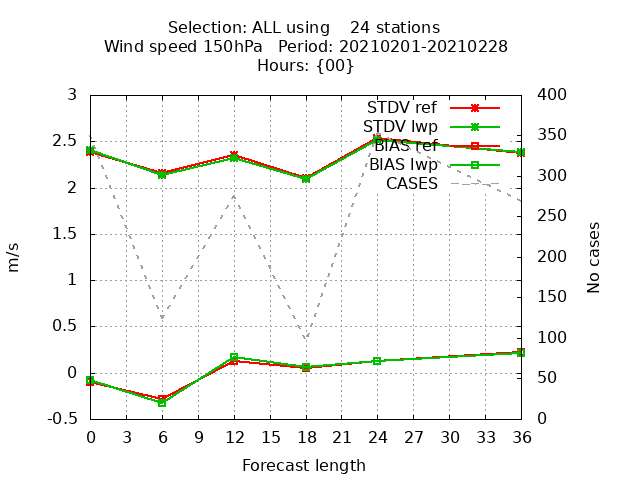 Selection: ALL using    24 stations
Wind speed 150hPa   Period: 20210201-20210228
Hours: {00}
STDV ref
STDV lwp
BIAS ref
BIAS lwp
CASES
m/s
3
2.5
2
1.5
1
0.5
0
-0.5
No cases
400
350
300
250
200
150
100
50
0
0 3 6 9 12 15 18 21 24 27 30 33 36
Forecast length